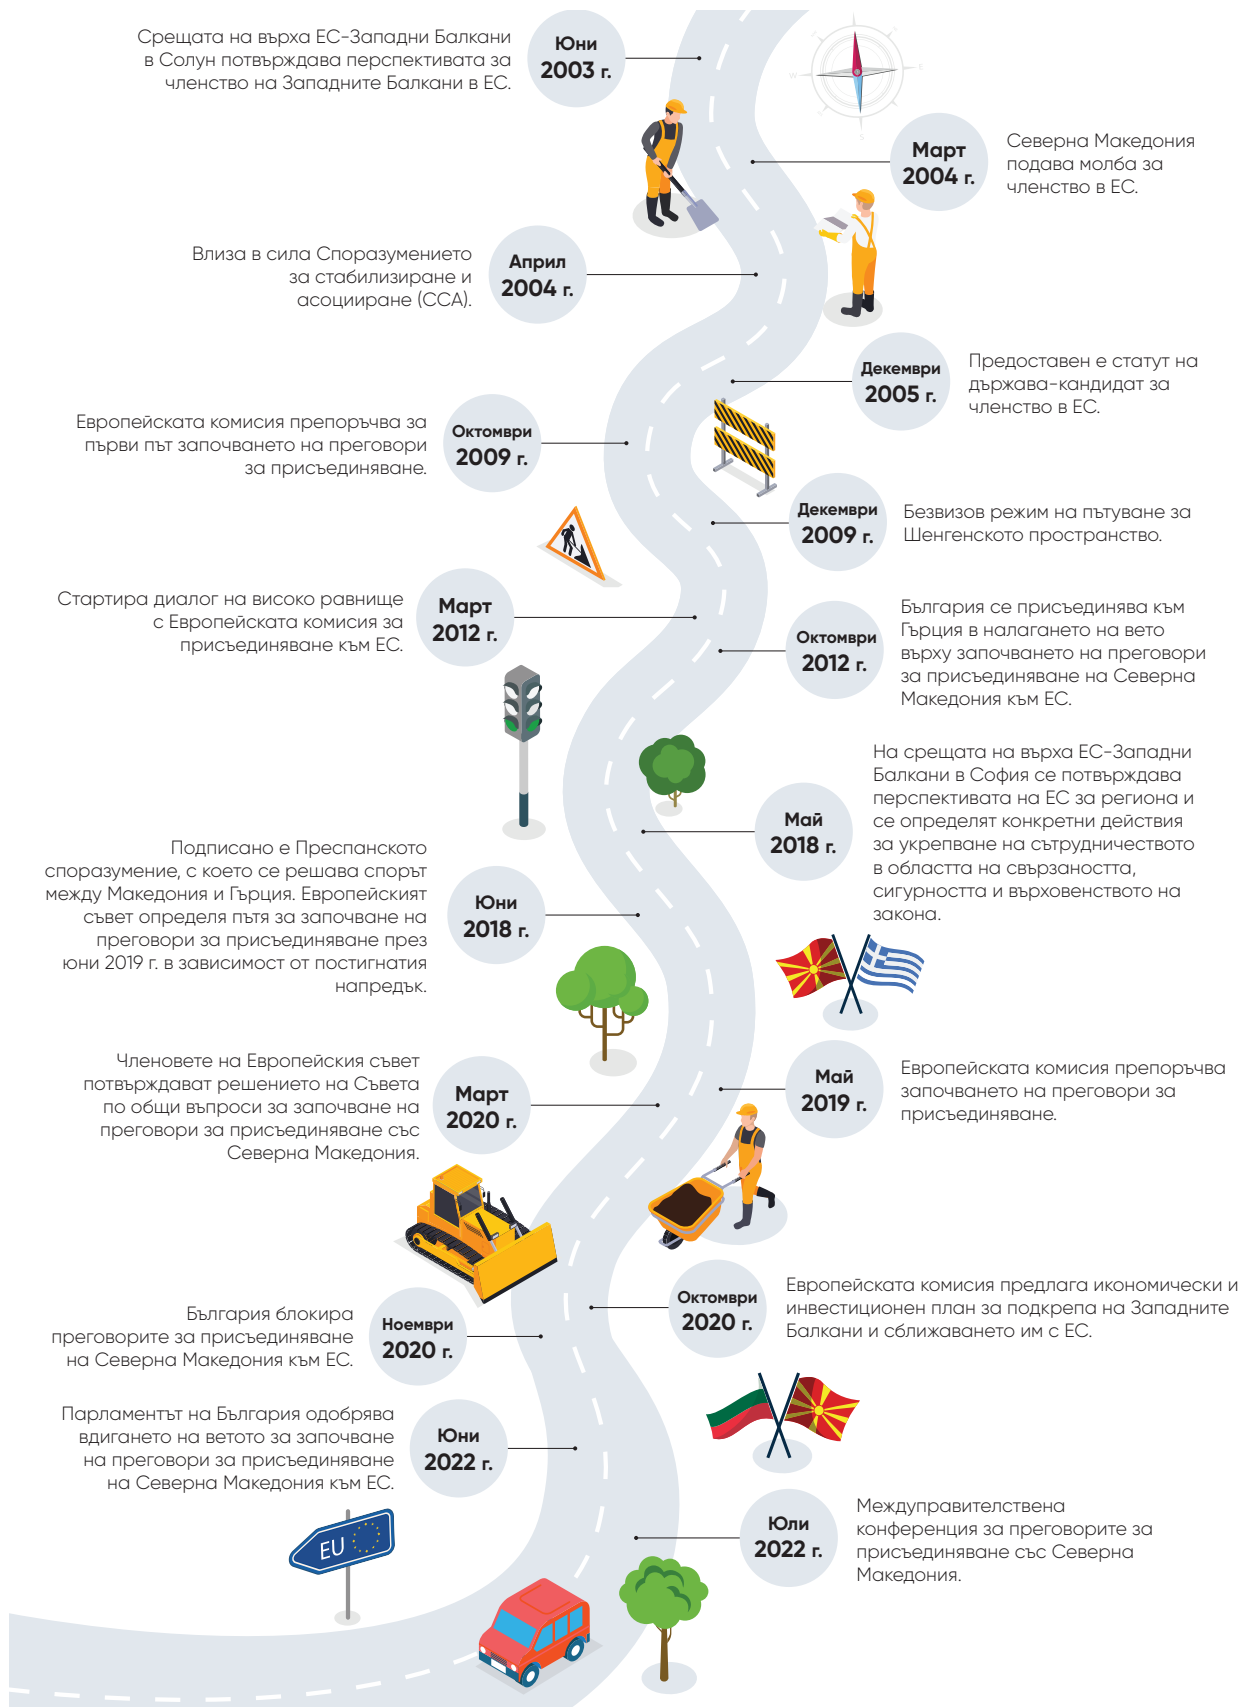 Срещата на върха ЕС-Западни Балкани
в Солун потвърждава перспективата за
членство на Западните Балкани в ЕС.
Юни
2003 г.
W
E
S
Март
2004 г.
Северна Македония
подава молба за
членство в ЕС.
Влиза в сила Споразумението
за стабилизиране и
асоцииране (ССА).
Април
2004 г.
Декември
2005 г.
Предоставен е статут на
държава-кандидат за
членство в ЕС.
Европейската комисия препоръчва за
първи път започването на преговори
за присъединяване.
Октомври
2009 г.
Декември
2009 г.
Безвизов режим на пътуване за
Шенгенското пространство.
Стартира диалог на високо равнище
с Европейската комисия за
присъединяване към ЕС.
Март
2012 г.
Октомври
2012 г.
България се присъединява към
Гърция в налагането на вето
върху започването на преговори
за присъединяване на Северна
Македония към ЕС.
Май
2018 г.
На срещата на върха ЕС-Западни
Балкани в София се потвърждава
перспективата на ЕС за региона и
се определят конкретни действия
за укрепване на сътрудничеството
в областта на свързаността,
сигурността и върховенството на
закона.
Подписано е Преспанското
споразумение, с което се решава спорът
между Македония и Гърция. Европейският
съвет определя пътя за започване на
преговори за присъединяване през
юни 2019 г. в зависимост от постигнатия
напредък.
Юни
2018 г.
Май
2019 г.
Европейската комисия препоръчва
започването на преговори за
присъединяване.
Членовете на Европейския съвет
потвърждават решението на Съвета
по общи въпроси за започване на
преговори за присъединяване със
Северна Македония.
Март
2020 г.
Октомври
2020 г.
Европейската комисия предлага икономически и
инвестиционен план за подкрепа на Западните
Балкани и сближаването им с ЕС.
България блокира
преговорите за присъединяване
на Северна Македония към ЕС.
Ноември
2020 г.
Парламентът на България одобрява
вдигането на ветото за започване
на преговори за присъединяване
на Северна Македония към ЕС.
Юни
2022 г.
Юли
2022 г.
Междуправителствена
конференция за преговорите за
присъединяване със Северна
Македония.
EU